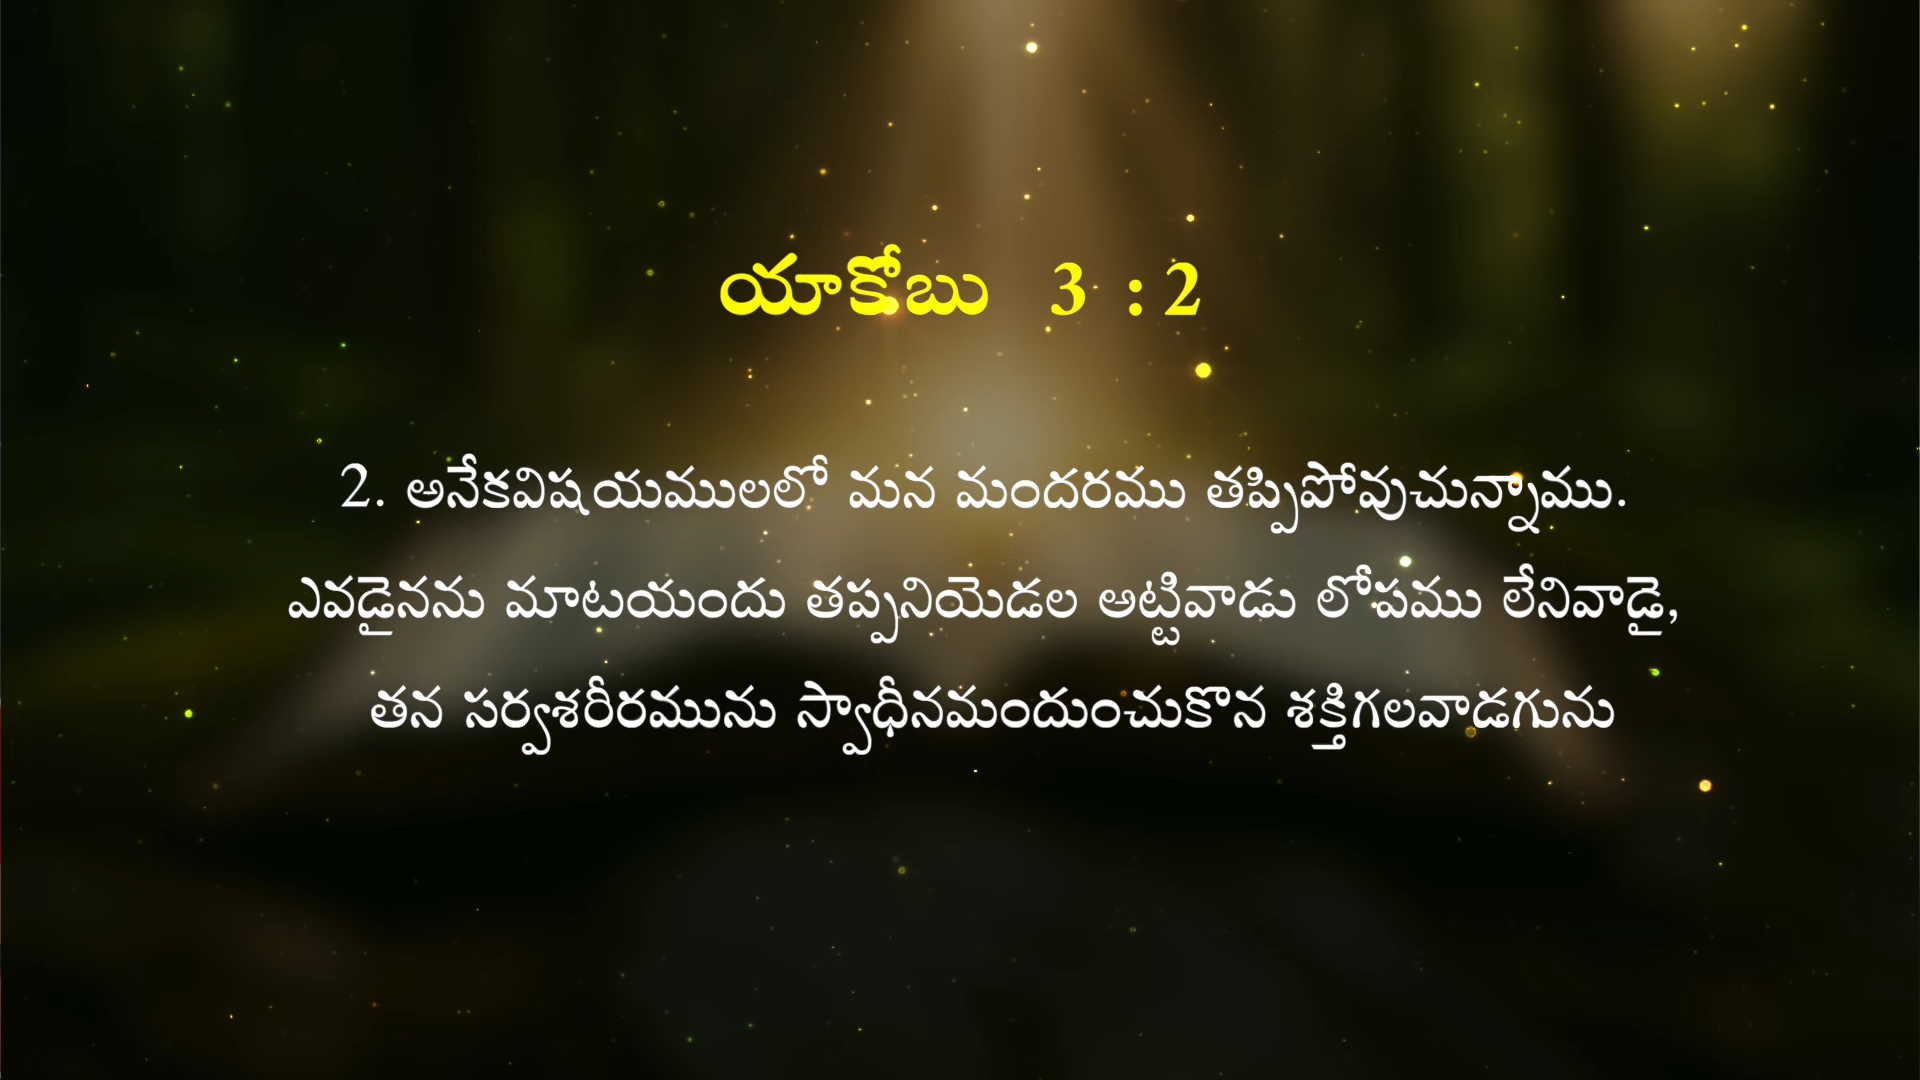 యాకోబు 3 : 2
2. అనేకవిషయములలో మన మందరము తప్పిపోవుచున్నాము.
ఎవడైనను మాటయందు తప్పనియెడల అట్టివాడు లోపము లేనివాడై,
తన సర్వశరీరమును స్వాధీనమందుంచుకొన శక్తిగలవాడగును